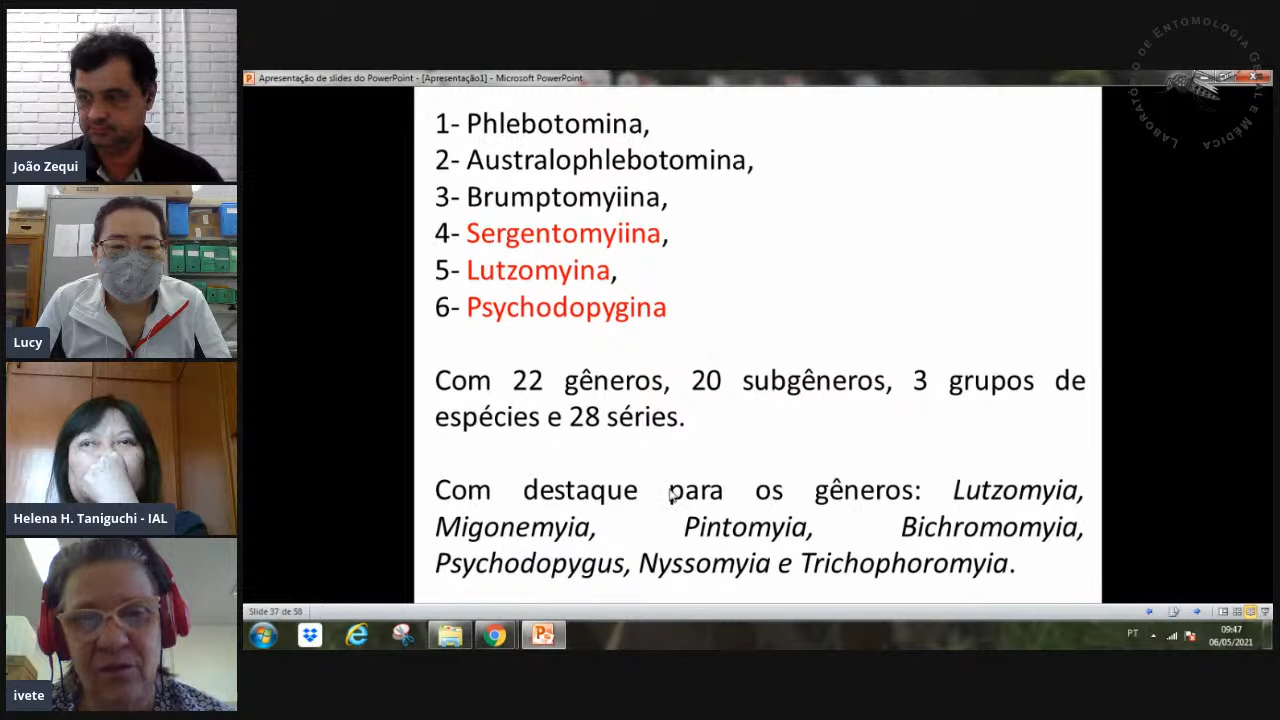 João Zequi
Lucy
Helena H. Taniguchi - IAL
ivete
LABORATÓRIO DE ENTOMOLOGIA GERAL E MÉDICA
Apresentação de slides do PowerPoint - [Apresentação1] - Microsoft PowerPoint
1- Phlebotomina,
2- Australophlebotomina,
3- Brumptomyiina,
4- Sergentomyiina,
5- Lutzomyina,
6- Psychodopygina
Com 22 gêneros, 20 subgêneros, 3 grupos de
espécies e 28 séries.
Com destaque para os gêneros: Lutzomyia,
Migonemyia, Pintomyia, Bichromomyia,
Psychodopygus, Nyssomyia e Trichophoromyia.
Slide 37 de 58
PT
09:47
06/05/2021